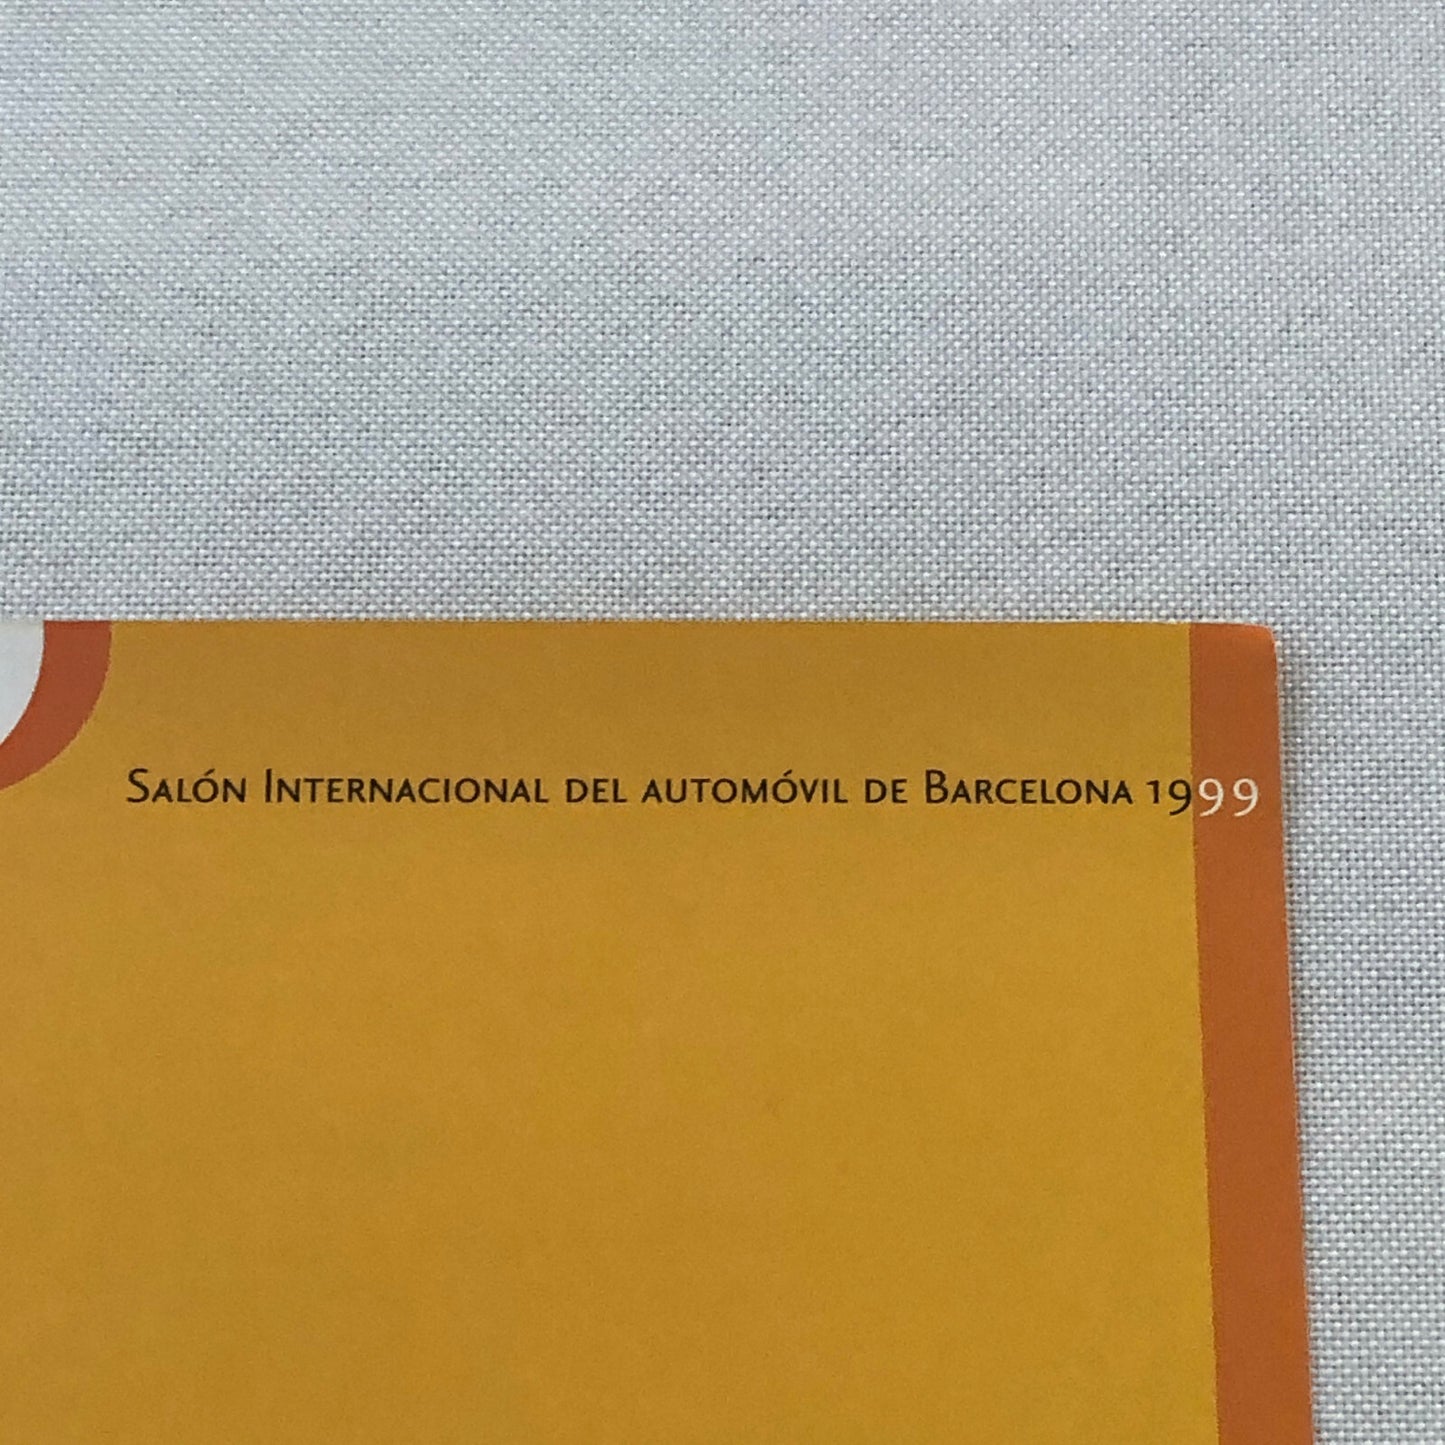 Salón Internacional del automóvil de Barcelona 1999